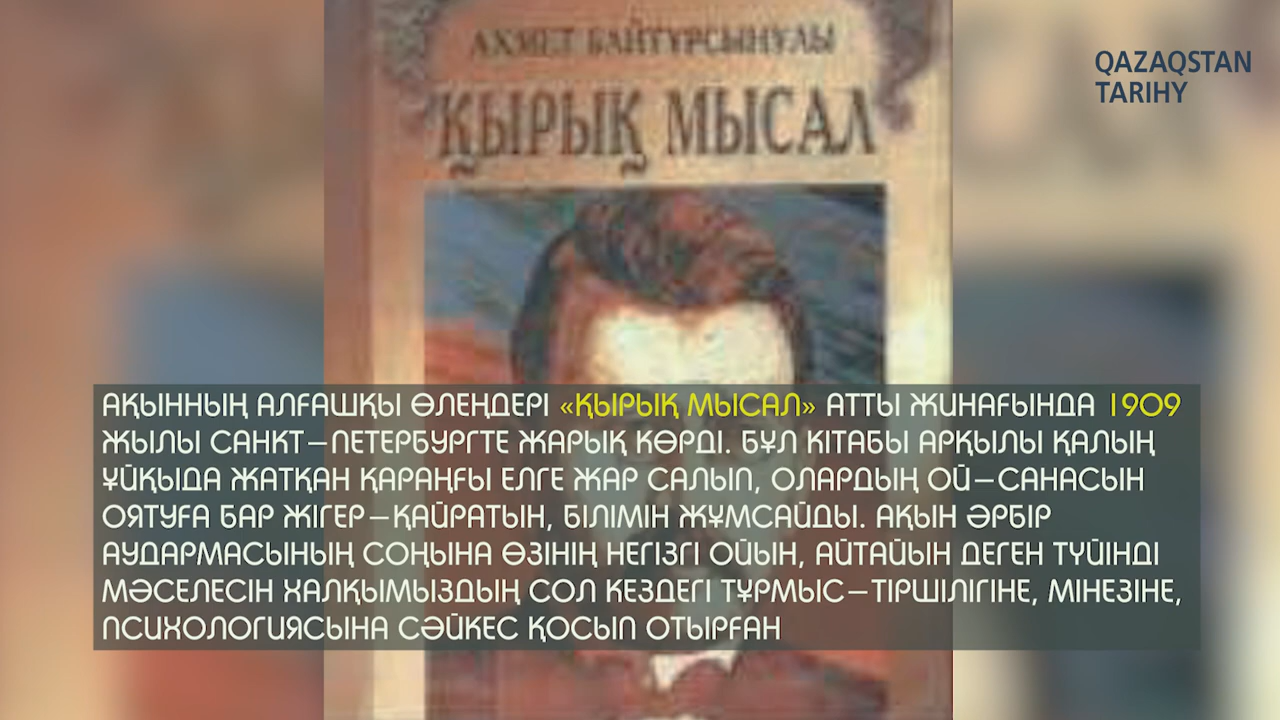 АХМЕТ БАЙТҰРСЫНҰЛЫ
ҚЫРЫҚ МЫСАЛ
QAZAQSTAN
TARIHY
АҚЫННЫҢ АЛҒАШҚЫ ӨЛЕҢДЕРІ «ҚЫРЫҚ МЫСАЛ» АТТЫ ЖИНАҒЫНДА 1909
ЖЫЛЫ САНКТ–ПЕТЕРБУРГТЕ ЖАРЫҚ КӨРДІ. БҰЛ КІТАБЫ АРҚЫЛЫ ҚАЛЫҢ
ҰЙҚЫДА ЖАТҚАН ҚАРАҢҒЫ ЕЛГЕ ЖАР САЛЫП, ОЛАРДЫҢ ОЙ–САНАСЫН
ОЯТУҒА БАР ЖІГЕР–ҚАЙРАТЫН, БІЛІМІН ЖҰМСАЙДЫ. АҚЫН ӘРБІР
АУДАРМАСЫНЫҢ СОҢЫНА ӨЗІНІҢ НЕГІЗГІ ОЙЫН, АЙТАЙЫН ДЕГЕН ТҮЙІНДІ
МӘСЕЛЕСІН ХАЛҚЫМЫЗДЫҢ СОЛ КЕЗДЕГІ ТҰРМЫС–ТІРШІЛІГІНЕ, МІНЕЗІНЕ,
ПСИХОЛОГИЯСЫНА СӘЙКЕС ҚОСЫП ОТЫРҒАН